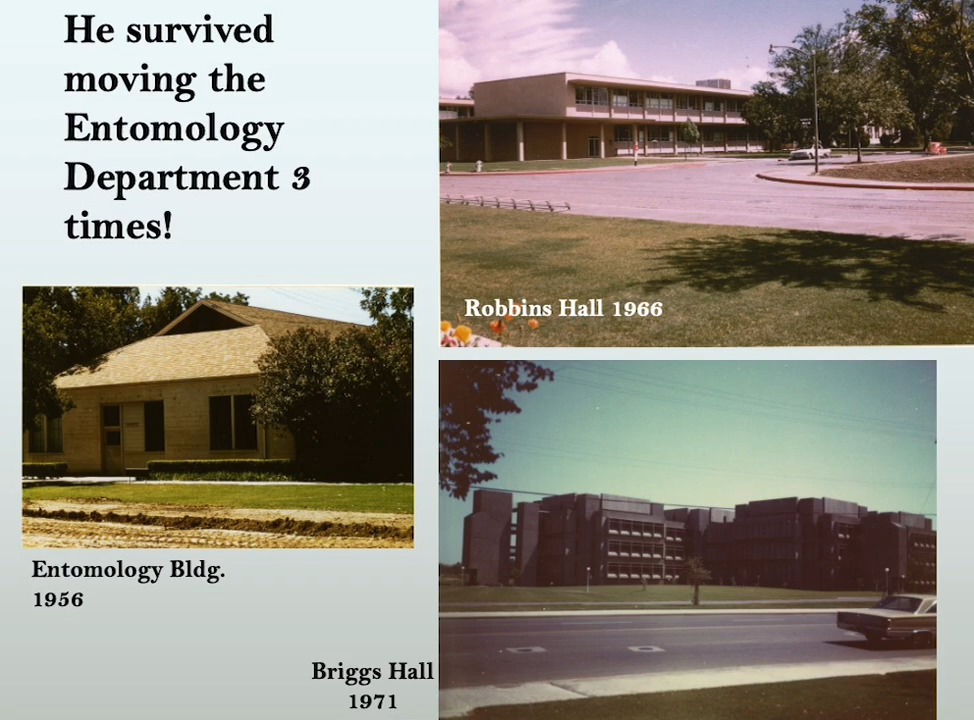 He survived
moving the
Entomology
Department 3
times!
Robbins Hall 1966
Entomology Bldg.
1956
Briggs Hall
1971